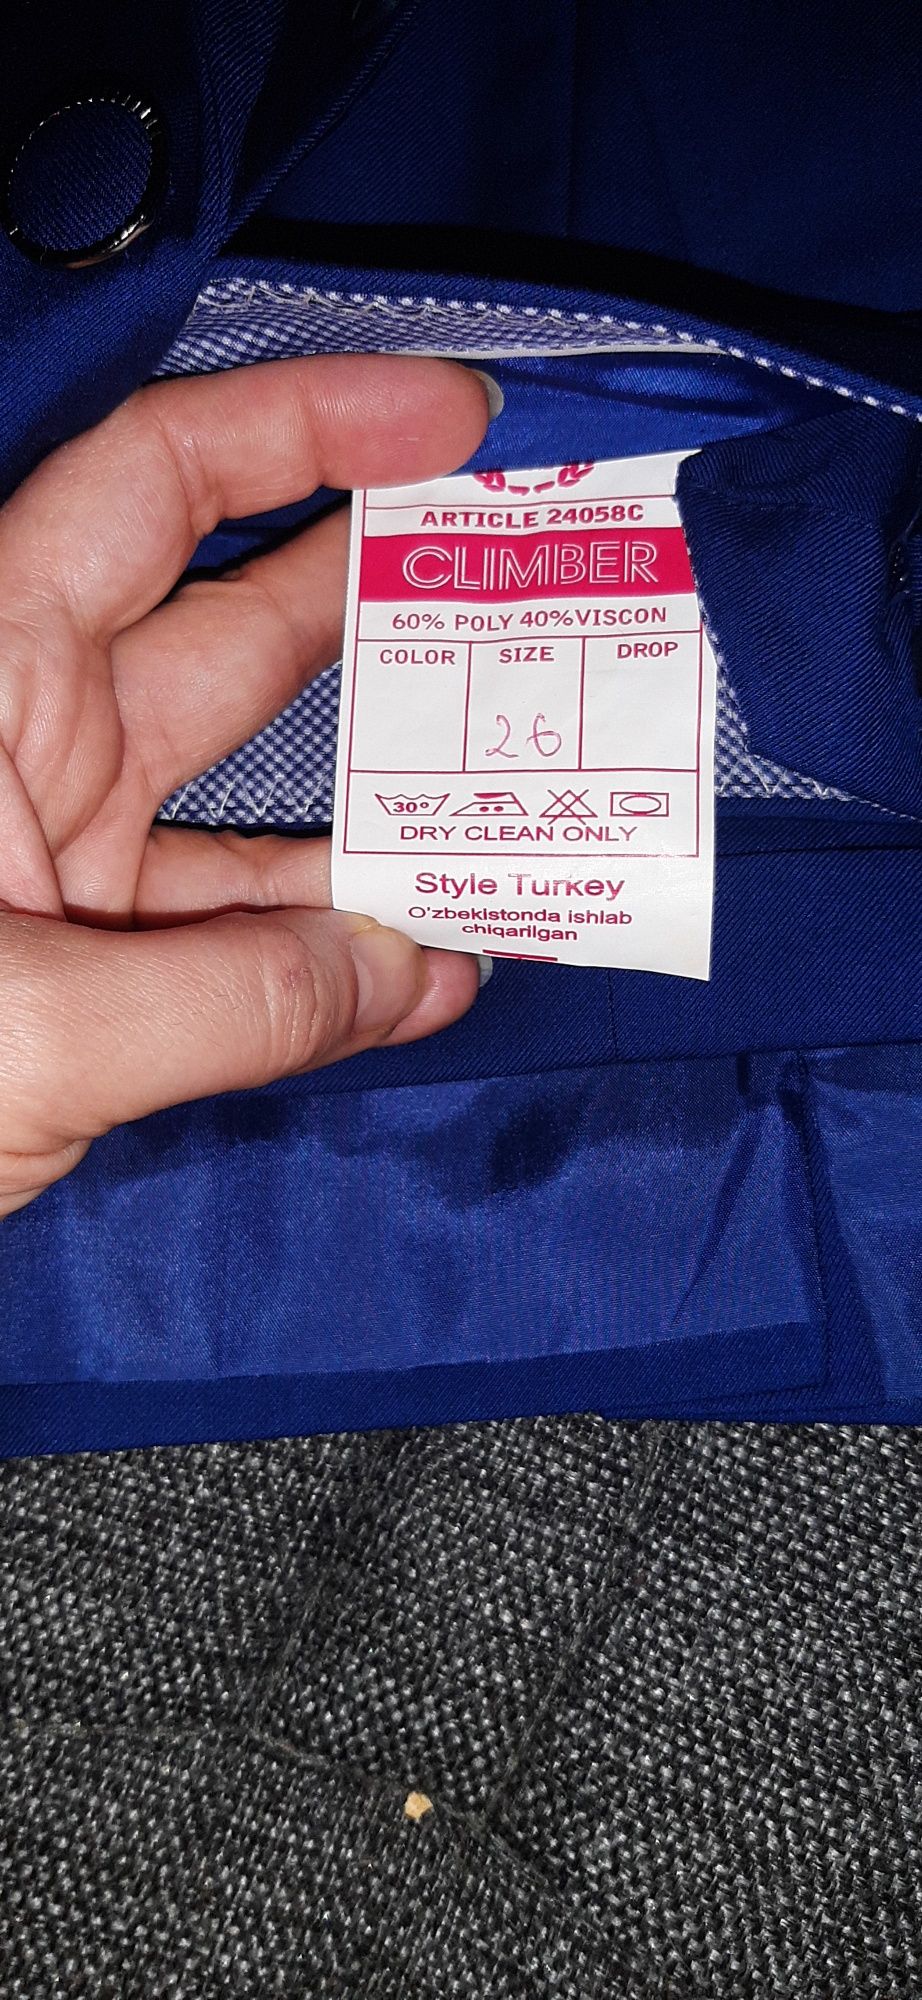 ARTICLE 24058C
CLIMBER
60% POLY 40%VISCON
COLOR SIZE DROP
26
30°
DRY CLEAN ONLY
Style Turkey
O'zbekistonda ishlab
chiqarilgan